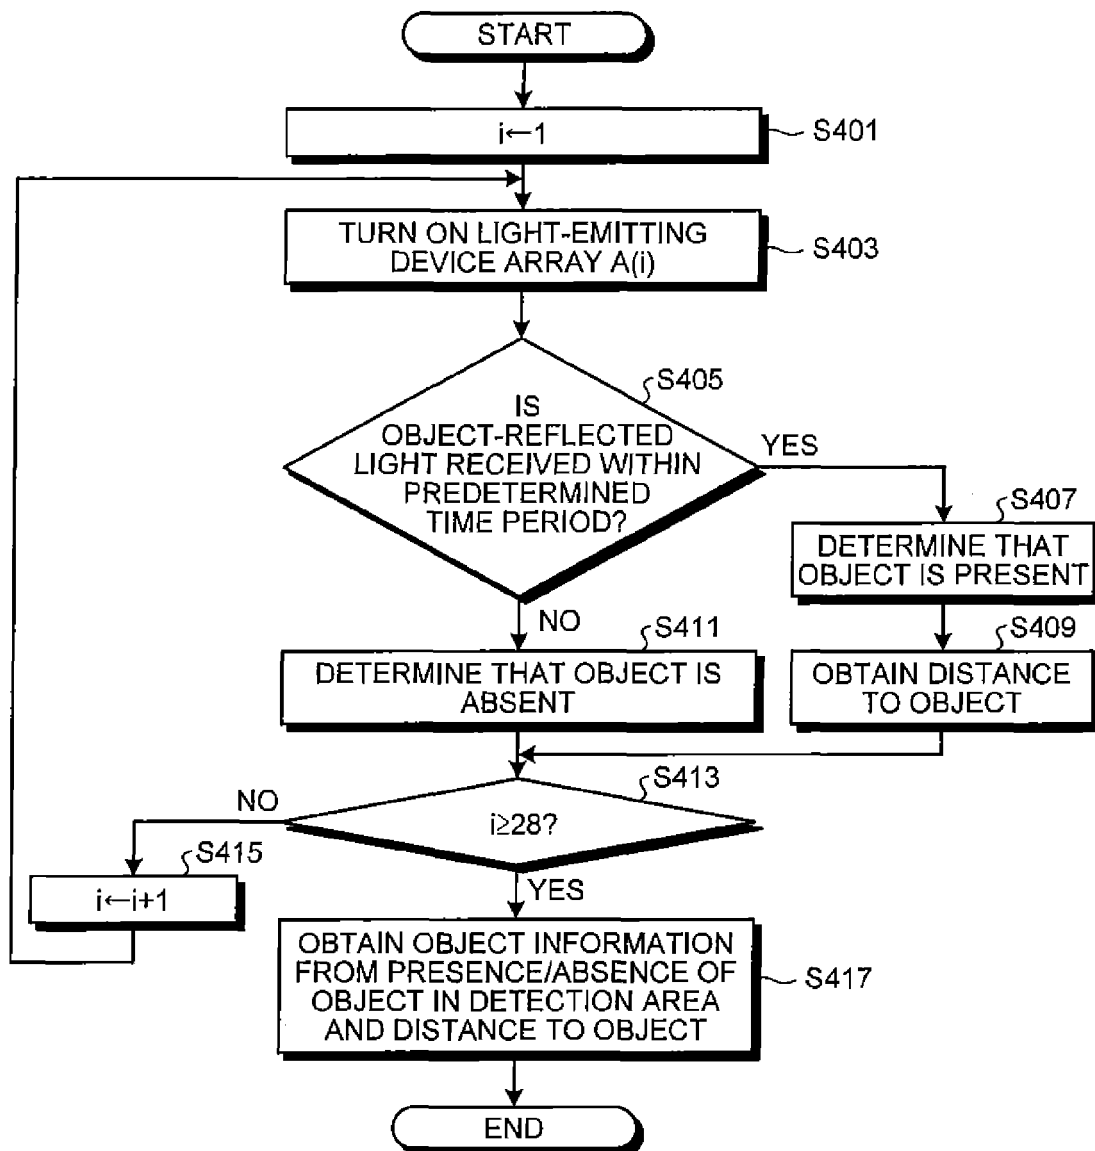 START
i←1
S401
TURN ON LIGHT-EMITTING
DEVICE ARRAY A(i)
S403
S405
IS
OBJECT-REFLECTED
LIGHT RECEIVED WITHIN
PREDETERMINED
TIME PERIOD?
YES
S407
DETERMINE THAT
OBJECT IS PRESENT
NO
S411
DETERMINE THAT OBJECT IS
ABSENT
S409
OBTAIN DISTANCE
TO OBJECT
S413
i≥28?
NO
S415
i←i+1
YES
OBTAIN OBJECT INFORMATION
FROM PRESENCE/ABSENCE OF
OBJECT IN DETECTION AREA
AND DISTANCE TO OBJECT
S417
END